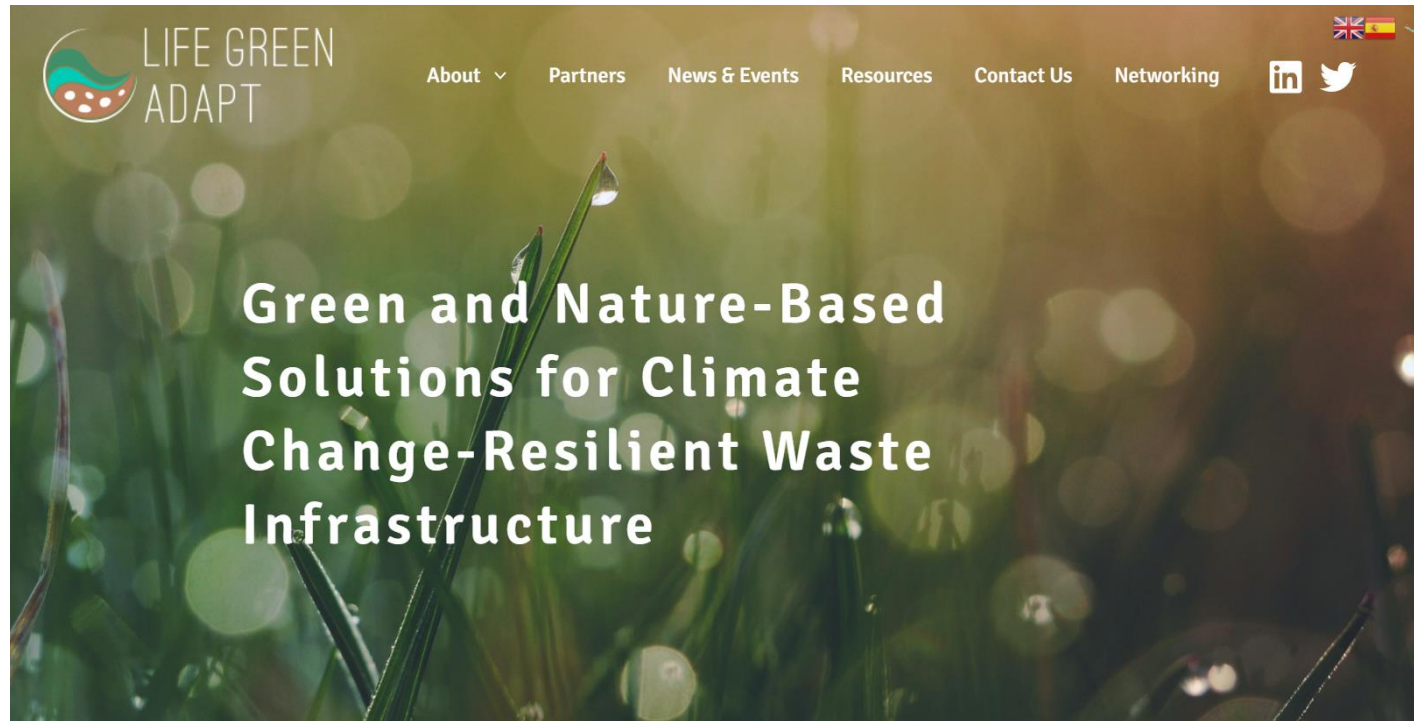 LIFE GREEN
ADAPT
About
Partners
News & Events
Resources
Contact Us
Networking
in
Green and Nature-Based
Solutions for Climate
Change-Resilient Waste
Infrastructure